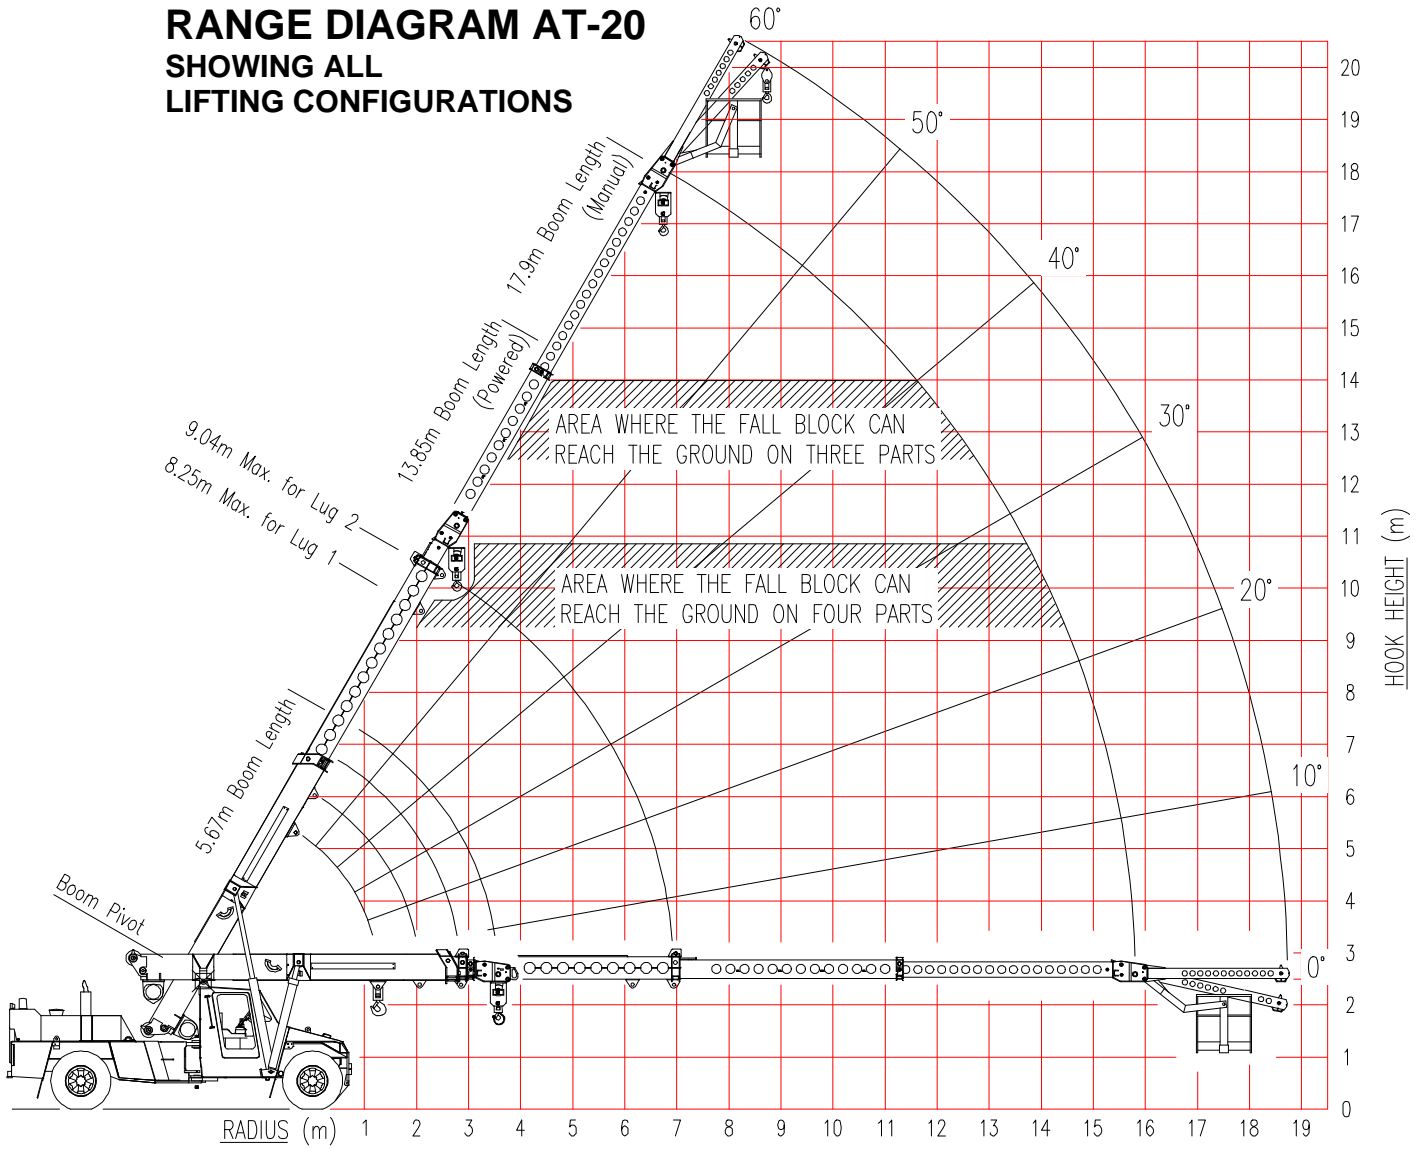 RANGE DIAGRAM AT-20
SHOWING ALL
LIFTING CONFIGURATIONS
60°
50°
40°
30°
20°
10°
0°
17.9m Boom Length
(Manual)
13.85m Boom Length
(Powered)
9.04m Max. for Lug 2
8.25m Max. for Lug 1
5.67m Boom Length
Boom Pivot
AREA WHERE THE FALL BLOCK CAN
REACH THE GROUND ON THREE PARTS
AREA WHERE THE FALL BLOCK CAN
REACH THE GROUND ON FOUR PARTS
20
19
18
17
16
15
14
13
12
11
10
9
8
7
6
5
4
3
2
1
0
HOOK HEIGHT (m)
RADIUS (m) 1 2 3 4 5 6 7 8 9 10 11 12 13 14 15 16 17 18 19